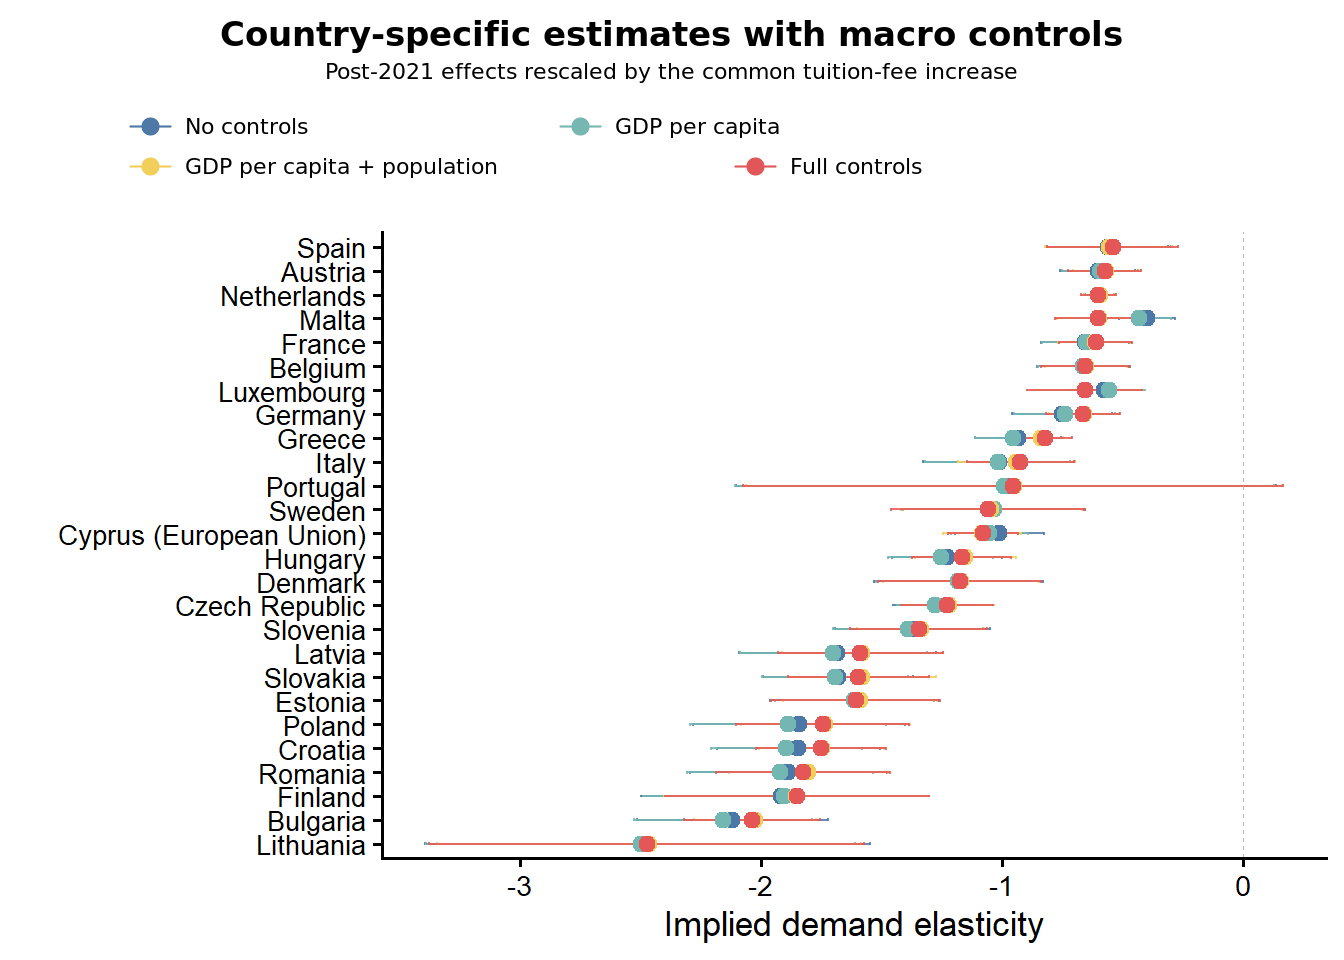 Country-specific estimates with macro controls
Post-2021 effects rescaled by the common tuition-fee increase
No controls
GDP per capita
GDP per capita + population
Full controls
Spain
Austria
Netherlands
Malta
France
Belgium
Luxembourg
Germany
Greece
Italy
Portugal
Sweden
Cyprus (European Union)
Hungary
Denmark
Czech Republic
Slovenia
Latvia
Slovakia
Estonia
Poland
Croatia
Romania
Finland
Bulgaria
Lithuania
-3 -2 -1 0
Implied demand elasticity